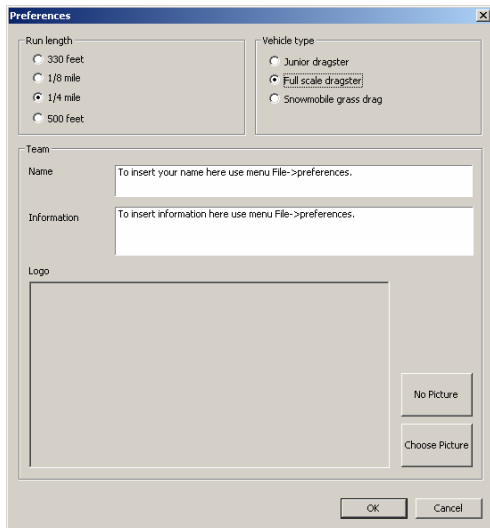 Preferences
Run length
330 feet
1/8 mile
1/4 mile
500 feet
Vehicle type
Junior dragster
Full scale dragster
Snowmobile grass drag
Team
Name
To insert your name here use menu File->preferences.
Information
To insert information here use menu File->preferences.
Logo
No Picture
Choose Picture
OK
Cancel